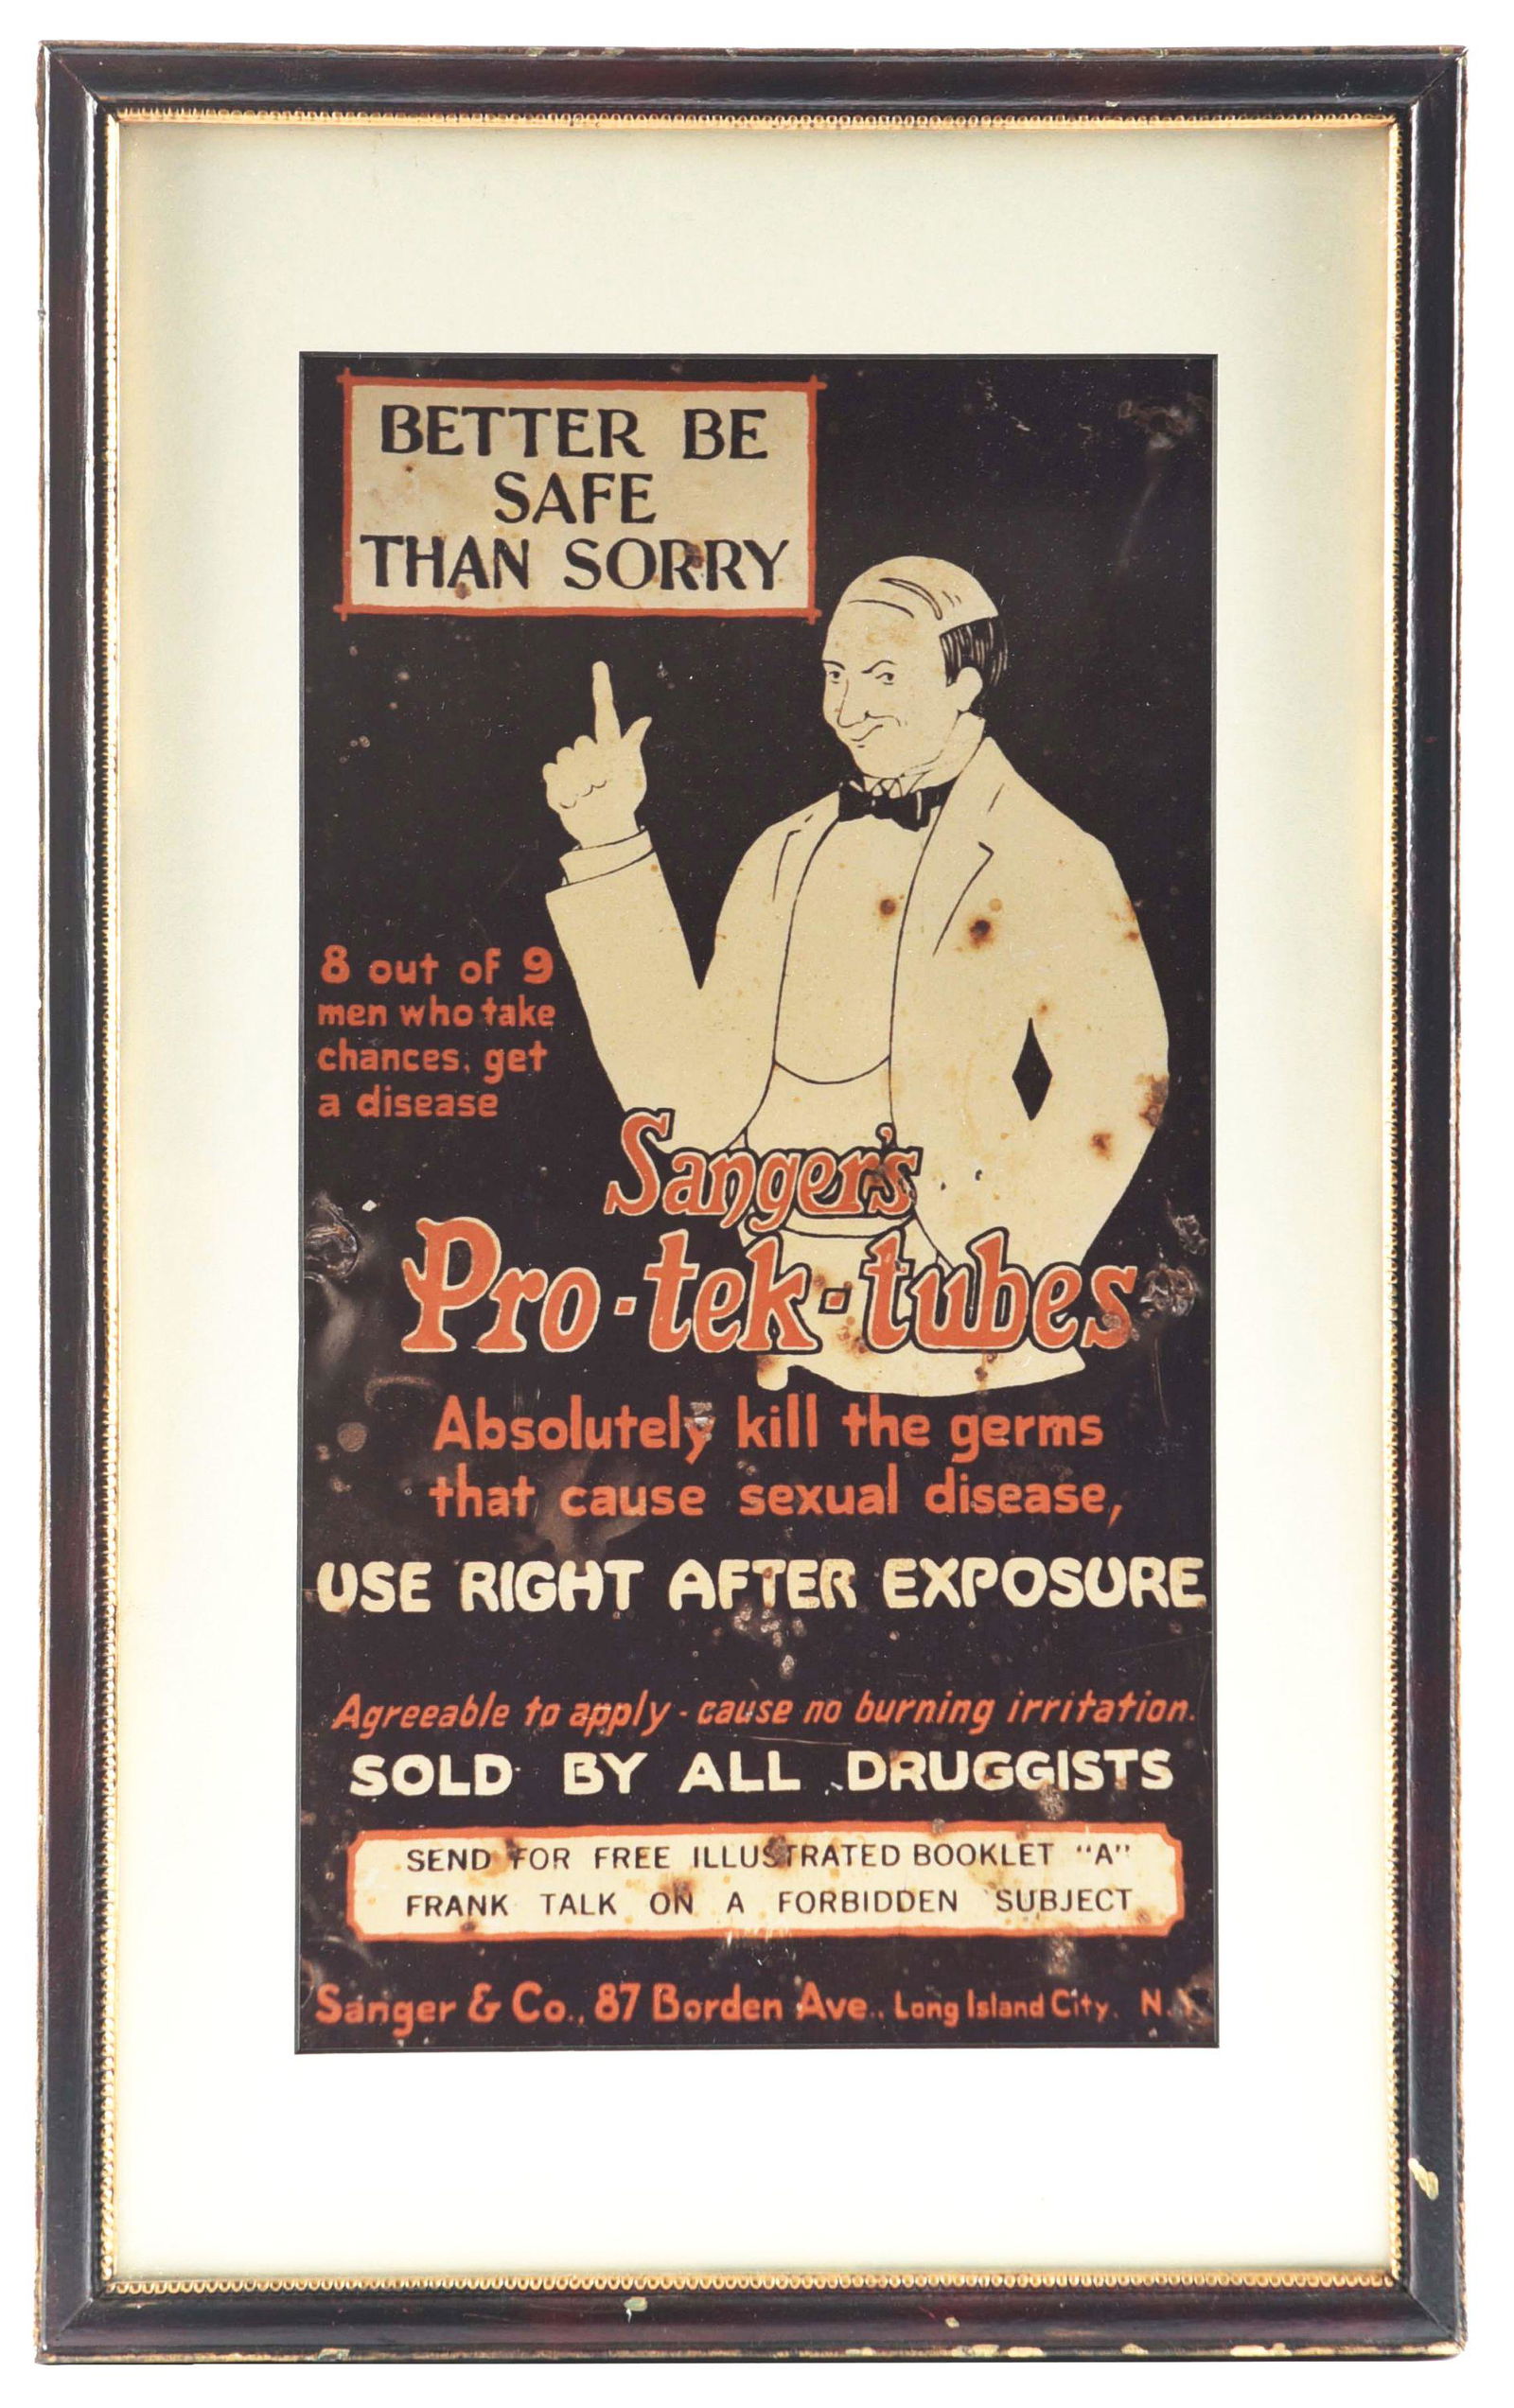 BETTER BE
SAFE
THAN SORRY
8 out of 9
men who take
chances, get
a disease
Sanger's
Pro-tek-tubes
Absolutely kill the germs
that cause sexual disease,
USE RIGHT AFTER EXPOSURE
Agreeable to apply - cause no burning irritation.
SOLD BY ALL DRUGGISTS
SEND FOR FREE ILLUSTRATED BOOKLET "A"
FRANK TALK ON A FORBIDDEN SUBJECT
Sanger & Co., 87 Borden Ave., Long Island City, N.